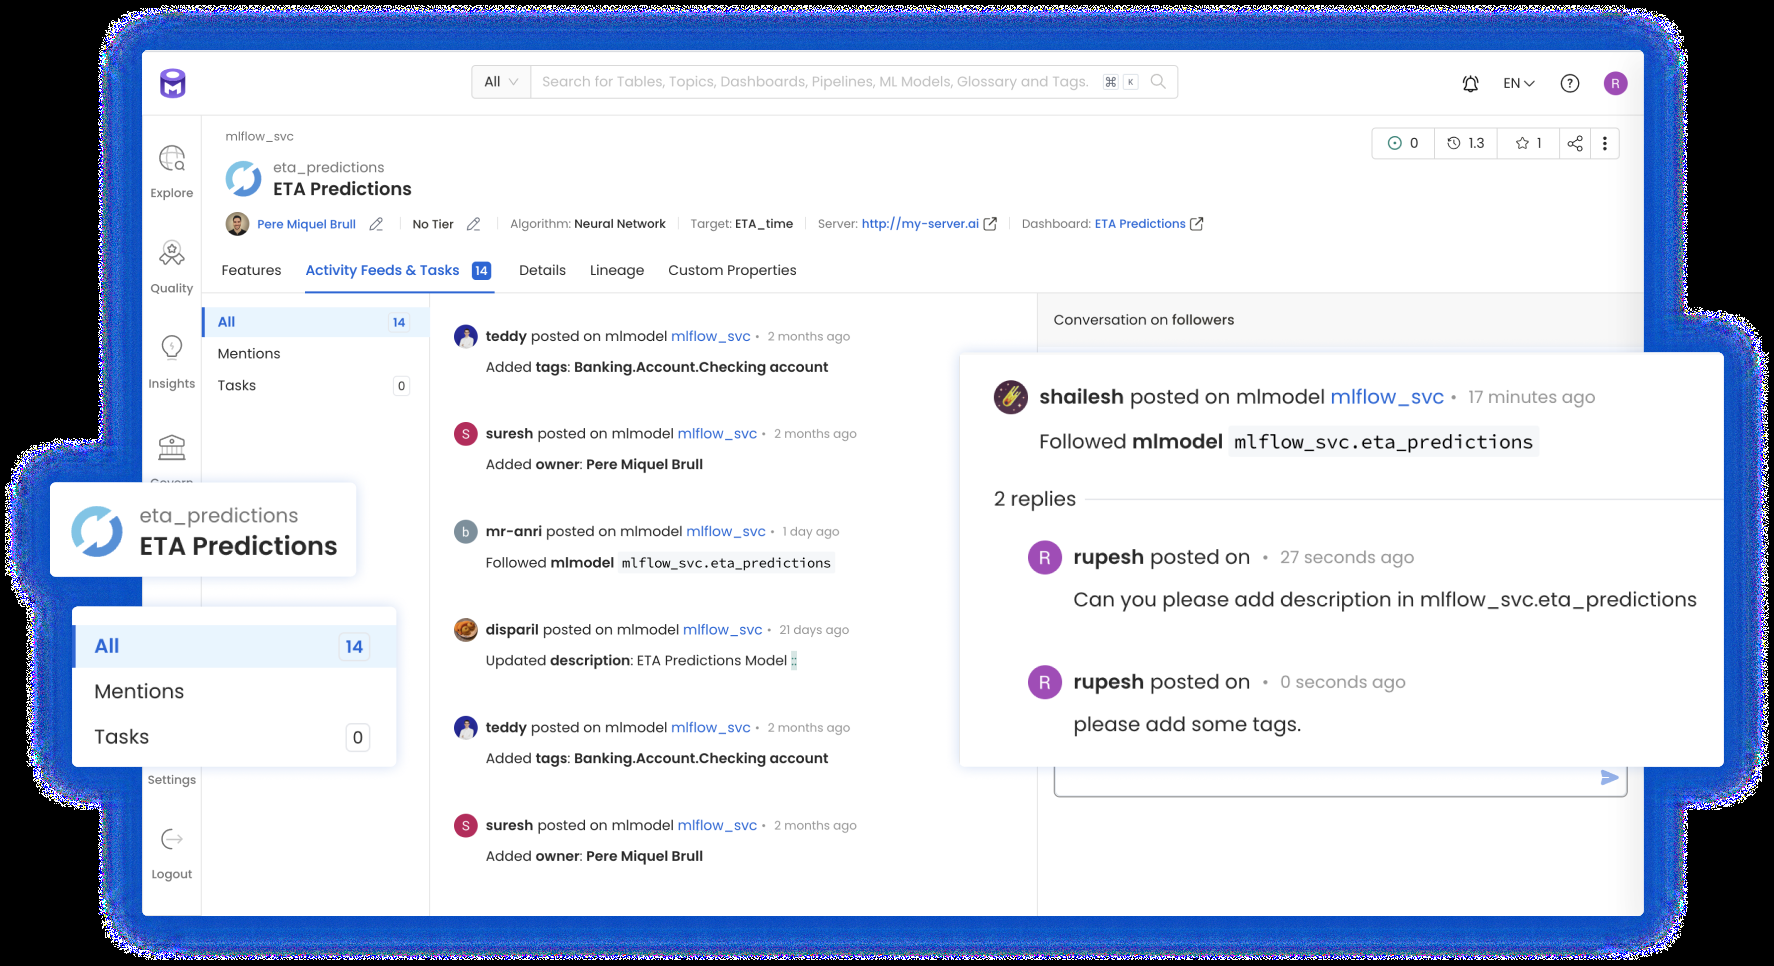 All
Search for Tables, Topics, Dashboards, Pipelines, ML Models, Glossary and Tags.
⌘ K
EN
?
R
mlflow_svc
0
1.3
1
eta_predictions
ETA Predictions
Pere Miquel Brull
No Tier
Algorithm: Neural Network
Target: ETA_time
Server: http://my-server.ai
Dashboard: ETA Predictions
Explore
Quality
Insights
Settings
Logout
Features
Activity Feeds & Tasks 14
Details
Lineage
Custom Properties
All 14
Mentions
Tasks 0
teddy posted on mlmodel mlflow_svc • 2 months ago
Added tags: Banking.Account.Checking account
S suresh posted on mlmodel mlflow_svc • 2 months ago
Added owner: Pere Miquel Brull
b mr-anri posted on mlmodel mlflow_svc • 1 day ago
Followed mlmodel mlflow_svc.eta_predictions
disparil posted on mlmodel mlflow_svc • 21 days ago
Updated description: ETA Predictions Model :
teddy posted on mlmodel mlflow_svc • 2 months ago
Added tags: Banking.Account.Checking account
S suresh posted on mlmodel mlflow_svc • 2 months ago
Added owner: Pere Miquel Brull
Conversation on followers
shailesh posted on mlmodel mlflow_svc • 17 minutes ago
Followed mlmodel mlflow_svc.eta_predictions
2 replies
R rupesh posted on • 27 seconds ago
Can you please add description in mlflow_svc.eta_predictions
R rupesh posted on • 0 seconds ago
please add some tags.
eta_predictions
ETA Predictions
All 14
Mentions
Tasks 0